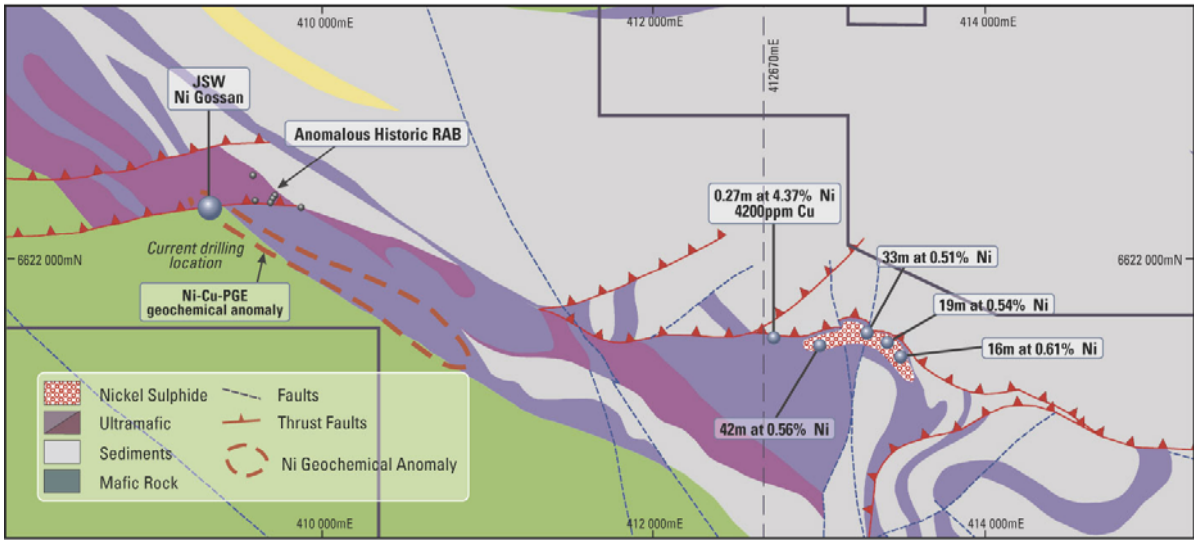 410 000mE
412 000mE
414 000mE
412670mE
JSW
Ni Gossan
Anomalous Historic RAB
0.27m at 4.37% Ni
4200ppm Cu
Current drilling
location
6622 000mN
33m at 0.51% Ni
6622 000mN
Ni-Cu-PGE
geochemical anomaly
19m at 0.54% Ni
16m at 0.61% Ni
42m at 0.56% Ni
Nickel Sulphide
Ultramafic
Sediments
Mafic Rock
Faults
Thrust Faults
Ni Geochemical Anomaly
410 000mE
412 000mE
414 000mE